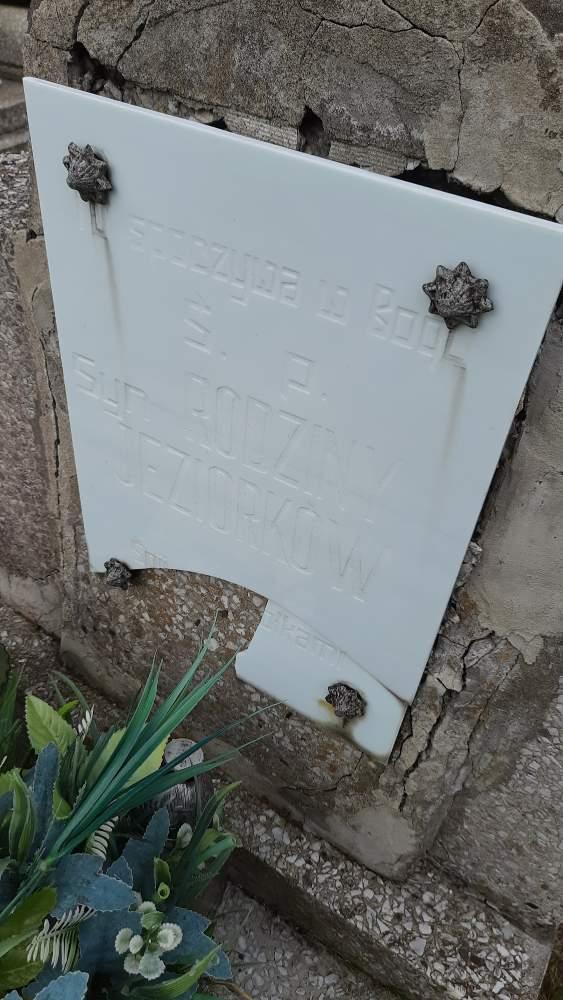 spoczywa w Bogu
Ś. P.
Syn RODZINY
JEZIORKÓW